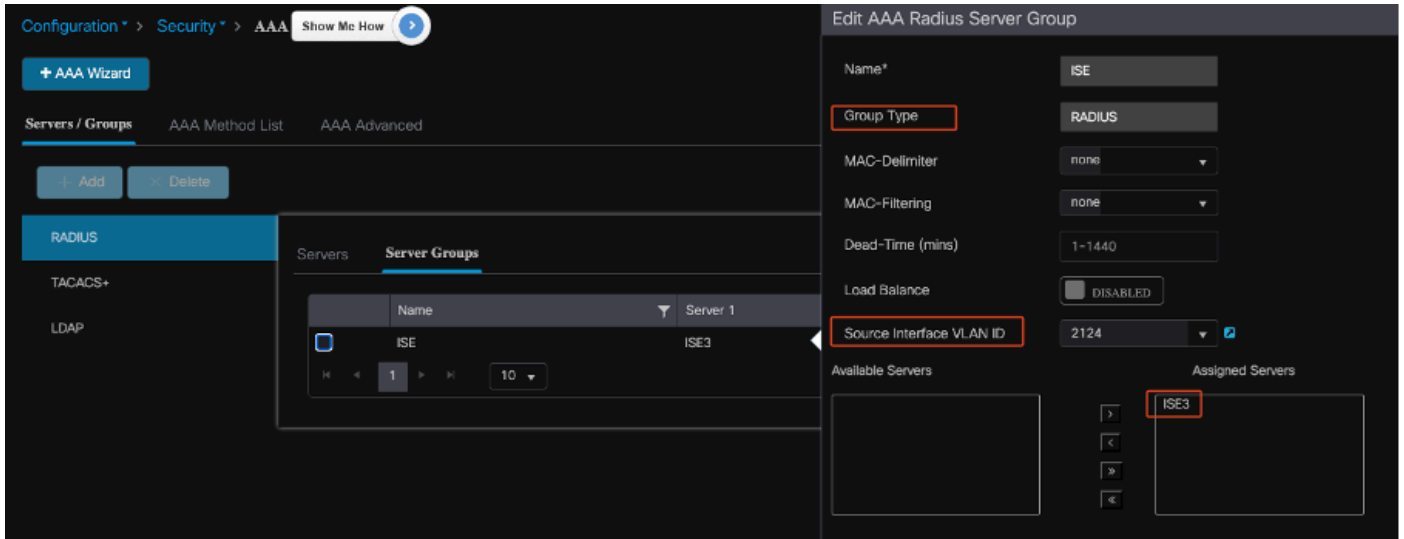 Configuration * > Security * > AAA Show Me How >
+ AAA Wizard
Servers / Groups AAA Method List AAA Advanced
+ Add × Delete
RADIUS
TACACS+
LDAP
Servers Server Groups
Name Server 1
ISE ISE3
1 10
Edit AAA Radius Server Group
Name* ISE
Group Type RADIUS
MAC-Delimiter none
MAC-Filtering none
Dead-Time (mins) 1-1440
Load Balance DISABLED
Source Interface VLAN ID 2124
Available Servers Assigned Servers
ISE3
>
<
»
«